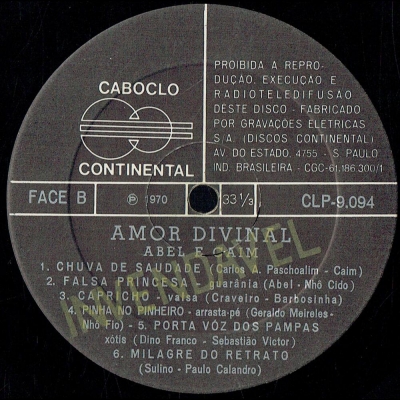 CABOCLO
CONTINENTAL
PROIBIDA A REPRO-
DUÇÃO, EXECUÇÃO E
RADIOTELEDIFUSÃO
DESTE DISCO - FABRICADO
POR GRAVAÇÕES ELÉTRICAS
S/A. (DISCOS CONTINENTAL)
AV. DO ESTADO, 4755 - S. PAULO
IND. BRASILEIRA - CGC-61.186.300/1
FACE B
Ⓟ 1970
33 1/3
CLP-9.094
AMOR DIVINAL
ABEL E CAIM
1. CHUVA DE SAUDADE (Carlos A. Paschoalim - Caim)
2. FALSA PRINCESA - guarânia (Abel - Nhô Cido)
3. CAPRICHO - valsa (Craveiro - Barbosinha)
4. PINHA DO PINHEIRO - arrasta-pé (Geraldo Meireles -
Nhô Fio) - 5. PORTA VÓZ DOS PAMPAS
xótis (Dino Franco - Sebastião Victor)
6. MILAGRE DO RETRATO
(Sulino - Paulo Calandro)